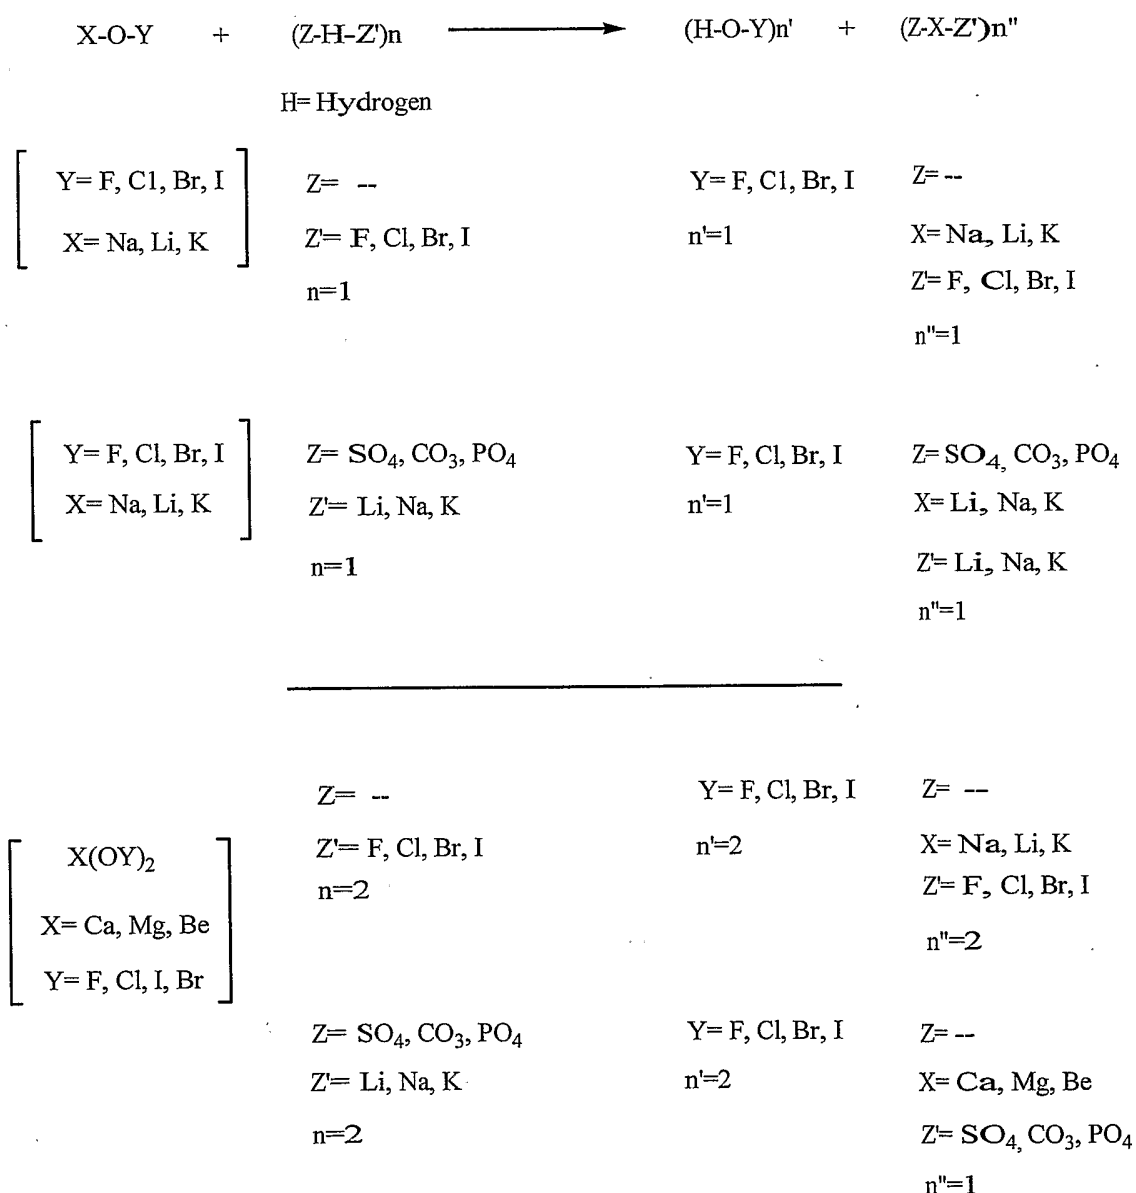 X-O-Y + (Z-H-Z')n (H-O-Y)n' + (Z-X-Z')n"
H= Hydrogen
Y= F, Cl, Br, I Z= -- Y= F, Cl, Br, I Z= --
X= Na, Li, K Z'= F, Cl, Br, I n'=1 X= Na, Li, K
n=1 Z'= F, Cl, Br, I
n"=1
Y= F, Cl, Br, I Z= SO₄, CO₃, PO₄ Y= F, Cl, Br, I Z= SO₄, CO₃, PO₄
X= Na, Li, K Z'= Li, Na, K n'=1 X= Li, Na, K
n=1 Z'= Li, Na, K
n"=1
Z= -- Y= F, Cl, Br, I Z= --
X(OY)₂ Z'= F, Cl, Br, I n'=2 X= Na, Li, K
n=2 Z'= F, Cl, Br, I
X= Ca, Mg, Be n"=2
Y= F, Cl, I, Br
Z= SO₄, CO₃, PO₄ Y= F, Cl, Br, I Z= --
Z'= Li, Na, K n'=2 X= Ca, Mg, Be
n=2 Z'= SO₄, CO₃, PO₄
n"=1